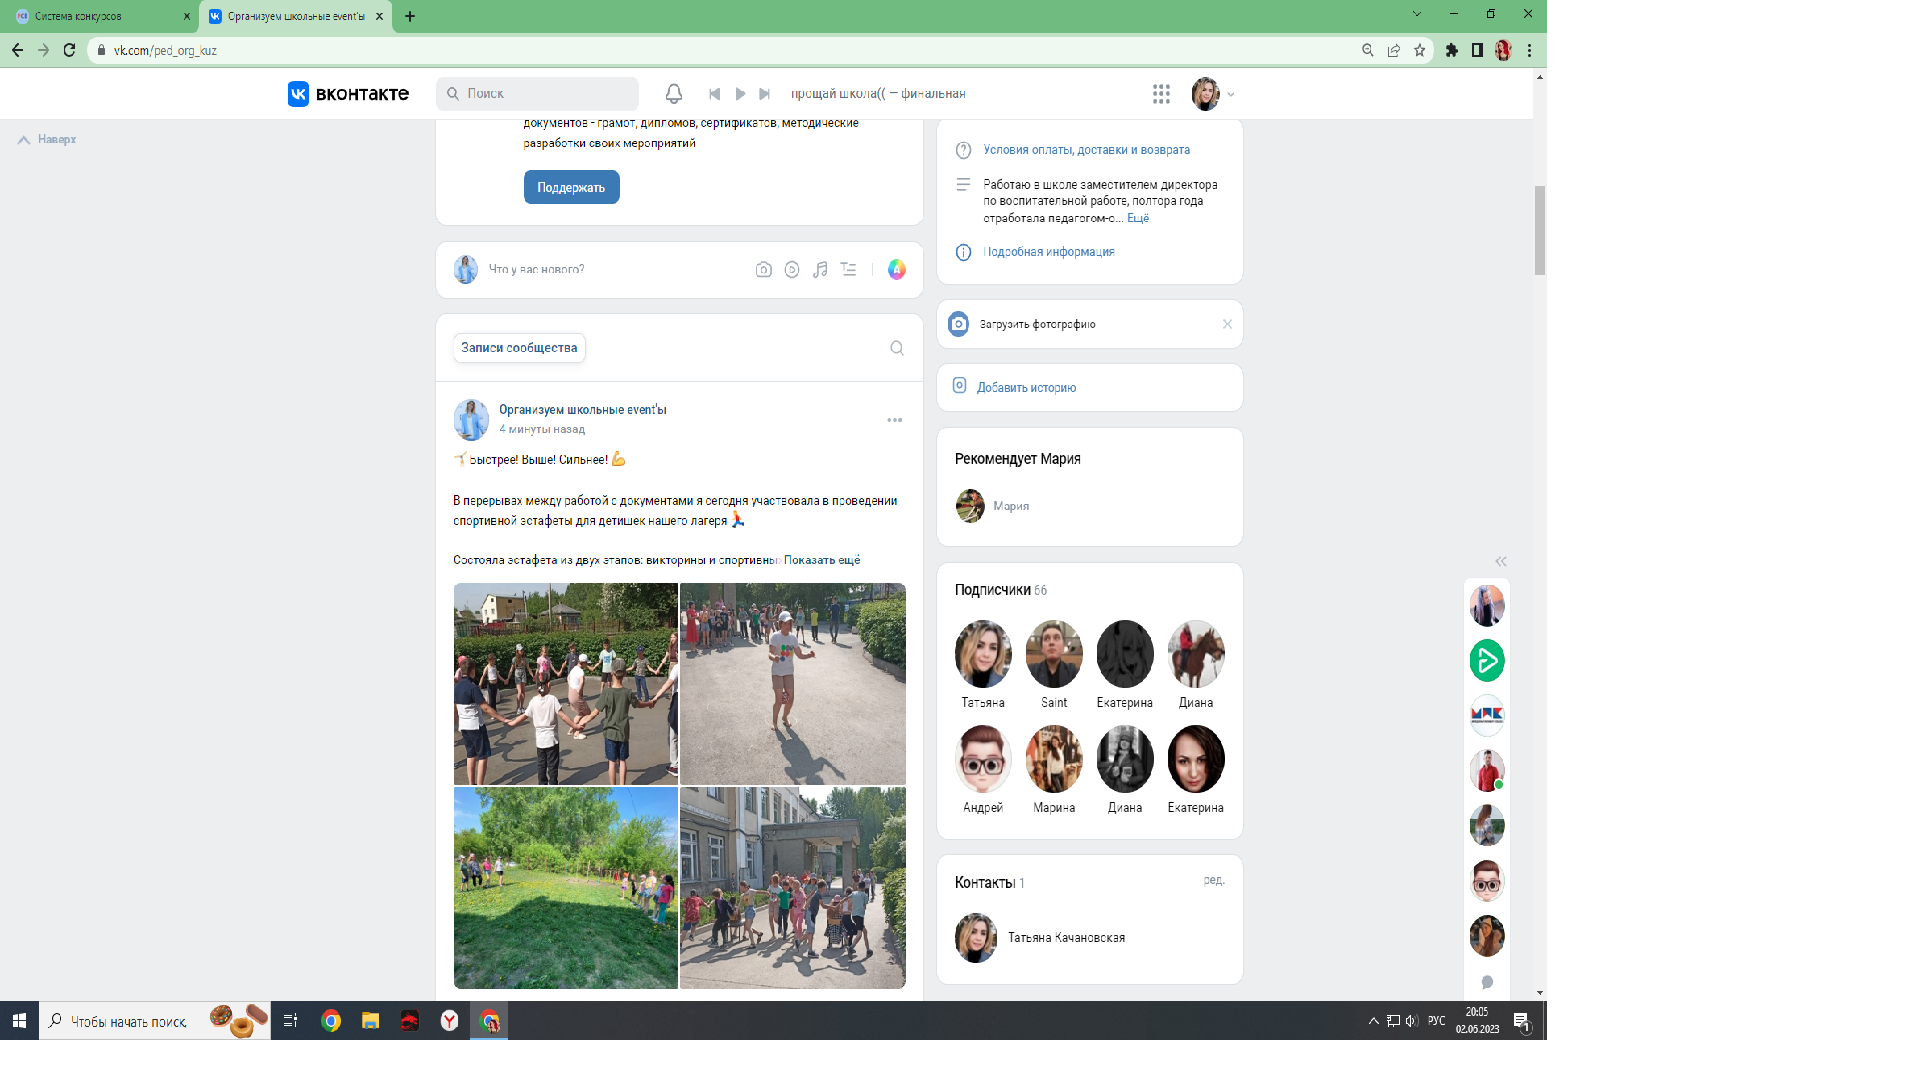 Система конкурсов
Организуем школьные event'ы
vk.com/ped_org_kuz
вконтакте
Поиск
прощай школа(( — финальная
Наверх
документов - грамот, дипломов, сертификатов, методические
разработки своих мероприятий
Поддержать
Что у вас нового?
Записи сообщества
Организуем школьные event'ы
4 минуты назад
Быстрее! Выше! Сильнее!
В перерывах между работой с документами я сегодня участвовала в проведении
спортивной эстафеты для детишек нашего лагеря
Состояла эстафета из двух этапов: викторины и спортивных Показать ещё
Условия оплаты, доставки и возврата
Работаю в школе заместителем директора
по воспитательной работе, полтора года
отработала педагогом-о... Ещё
Подробная информация
Загрузить фотографию
Добавить историю
Рекомендует Мария
Мария
Подписчики 66
Татьяна Saint Екатерина Диана
Андрей Марина Диана Екатерина
Контакты 1 ред.
Татьяна Качановская
Чтобы начать поиск,
РУС
20:05
02.06.2023